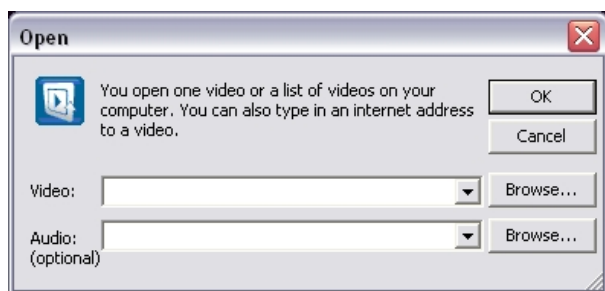 Open
You open one video or a list of videos on your
computer. You can also type in an internet address
to a video.
OK
Cancel
Video:
Browse...
Audio:
(optional)
Browse...